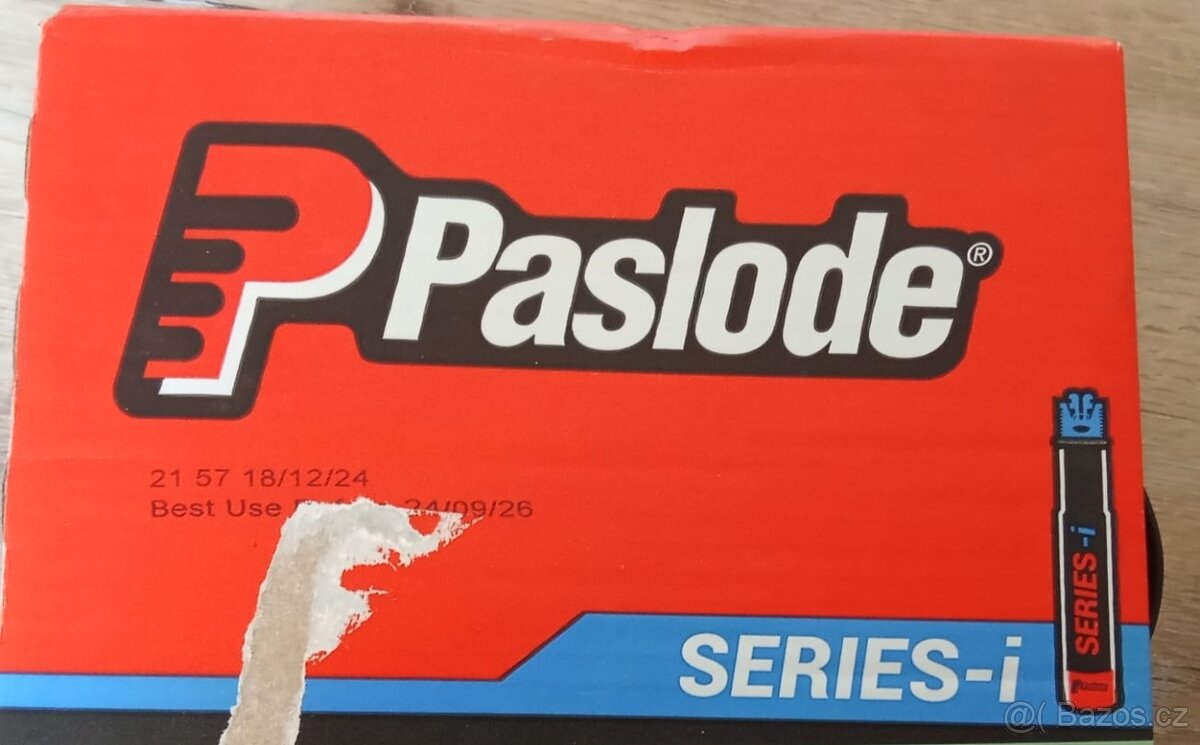 Paslode®
21 57 18/12/24
Best Use 24/09/26
SERIES-i
SERIES-i
Paslode
@( Bazos.cz